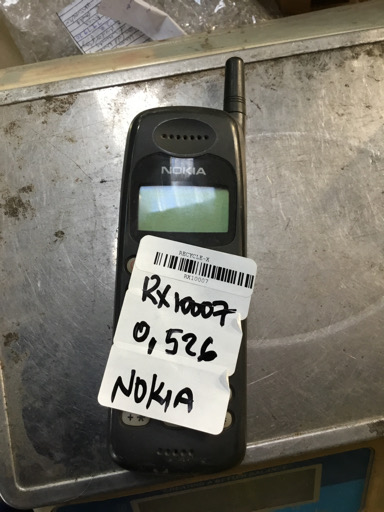 NOKIA
RECYCLE-X
RX10007
RX10007
0,526
NOKIA